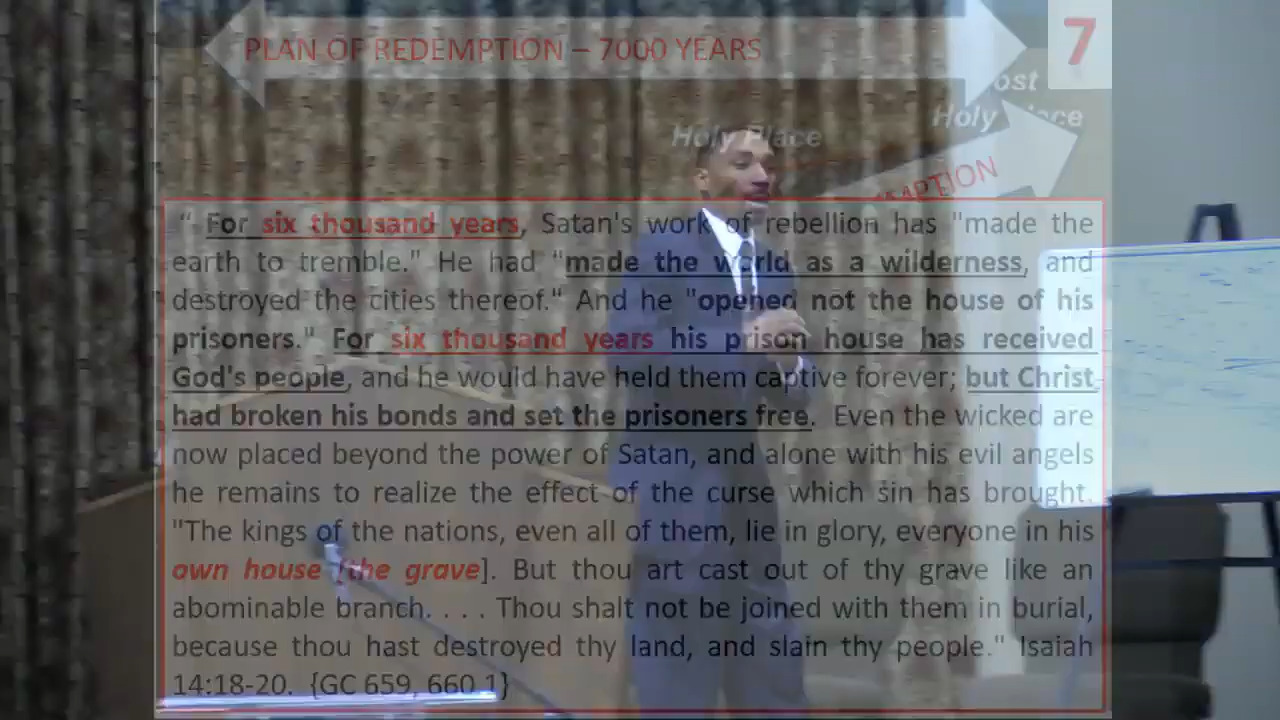 PLAN OF REDEMPTION – 7000 YEARS
7
ost
Holy Place
Holy
MPTION
" For six thousand years, Satan's work of rebellion has "made the
earth to tremble." He had "made the world as a wilderness, and
destroyed the cities thereof." And he "opened not the house of his
prisoners." For six thousand years his prison house has received
God's people, and he would have held them captive forever; but Christ
had broken his bonds and set the prisoners free. Even the wicked are
now placed beyond the power of Satan, and alone with his evil angels
he remains to realize the effect of the curse which sin has brought.
"The kings of the nations, even all of them, lie in glory, everyone in his
own house [the grave]. But thou art cast out of thy grave like an
abominable branch. . . . Thou shalt not be joined with them in burial,
because thou hast destroyed thy land, and slain thy people." Isaiah
14:18-20. {GC 659, 660.1}